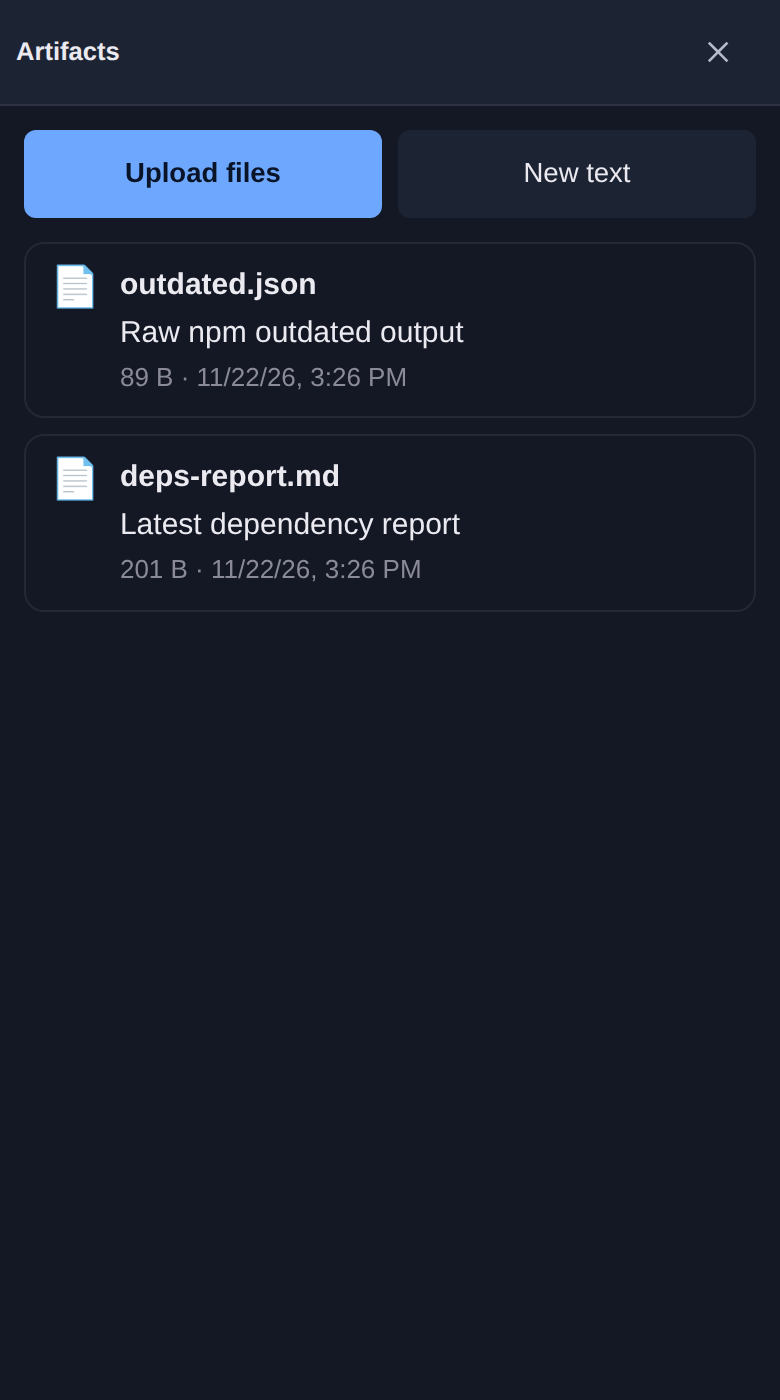 Artifacts
Upload files
New text
outdated.json
Raw npm outdated output
89 B · 11/22/26, 3:26 PM
deps-report.md
Latest dependency report
201 B · 11/22/26, 3:26 PM